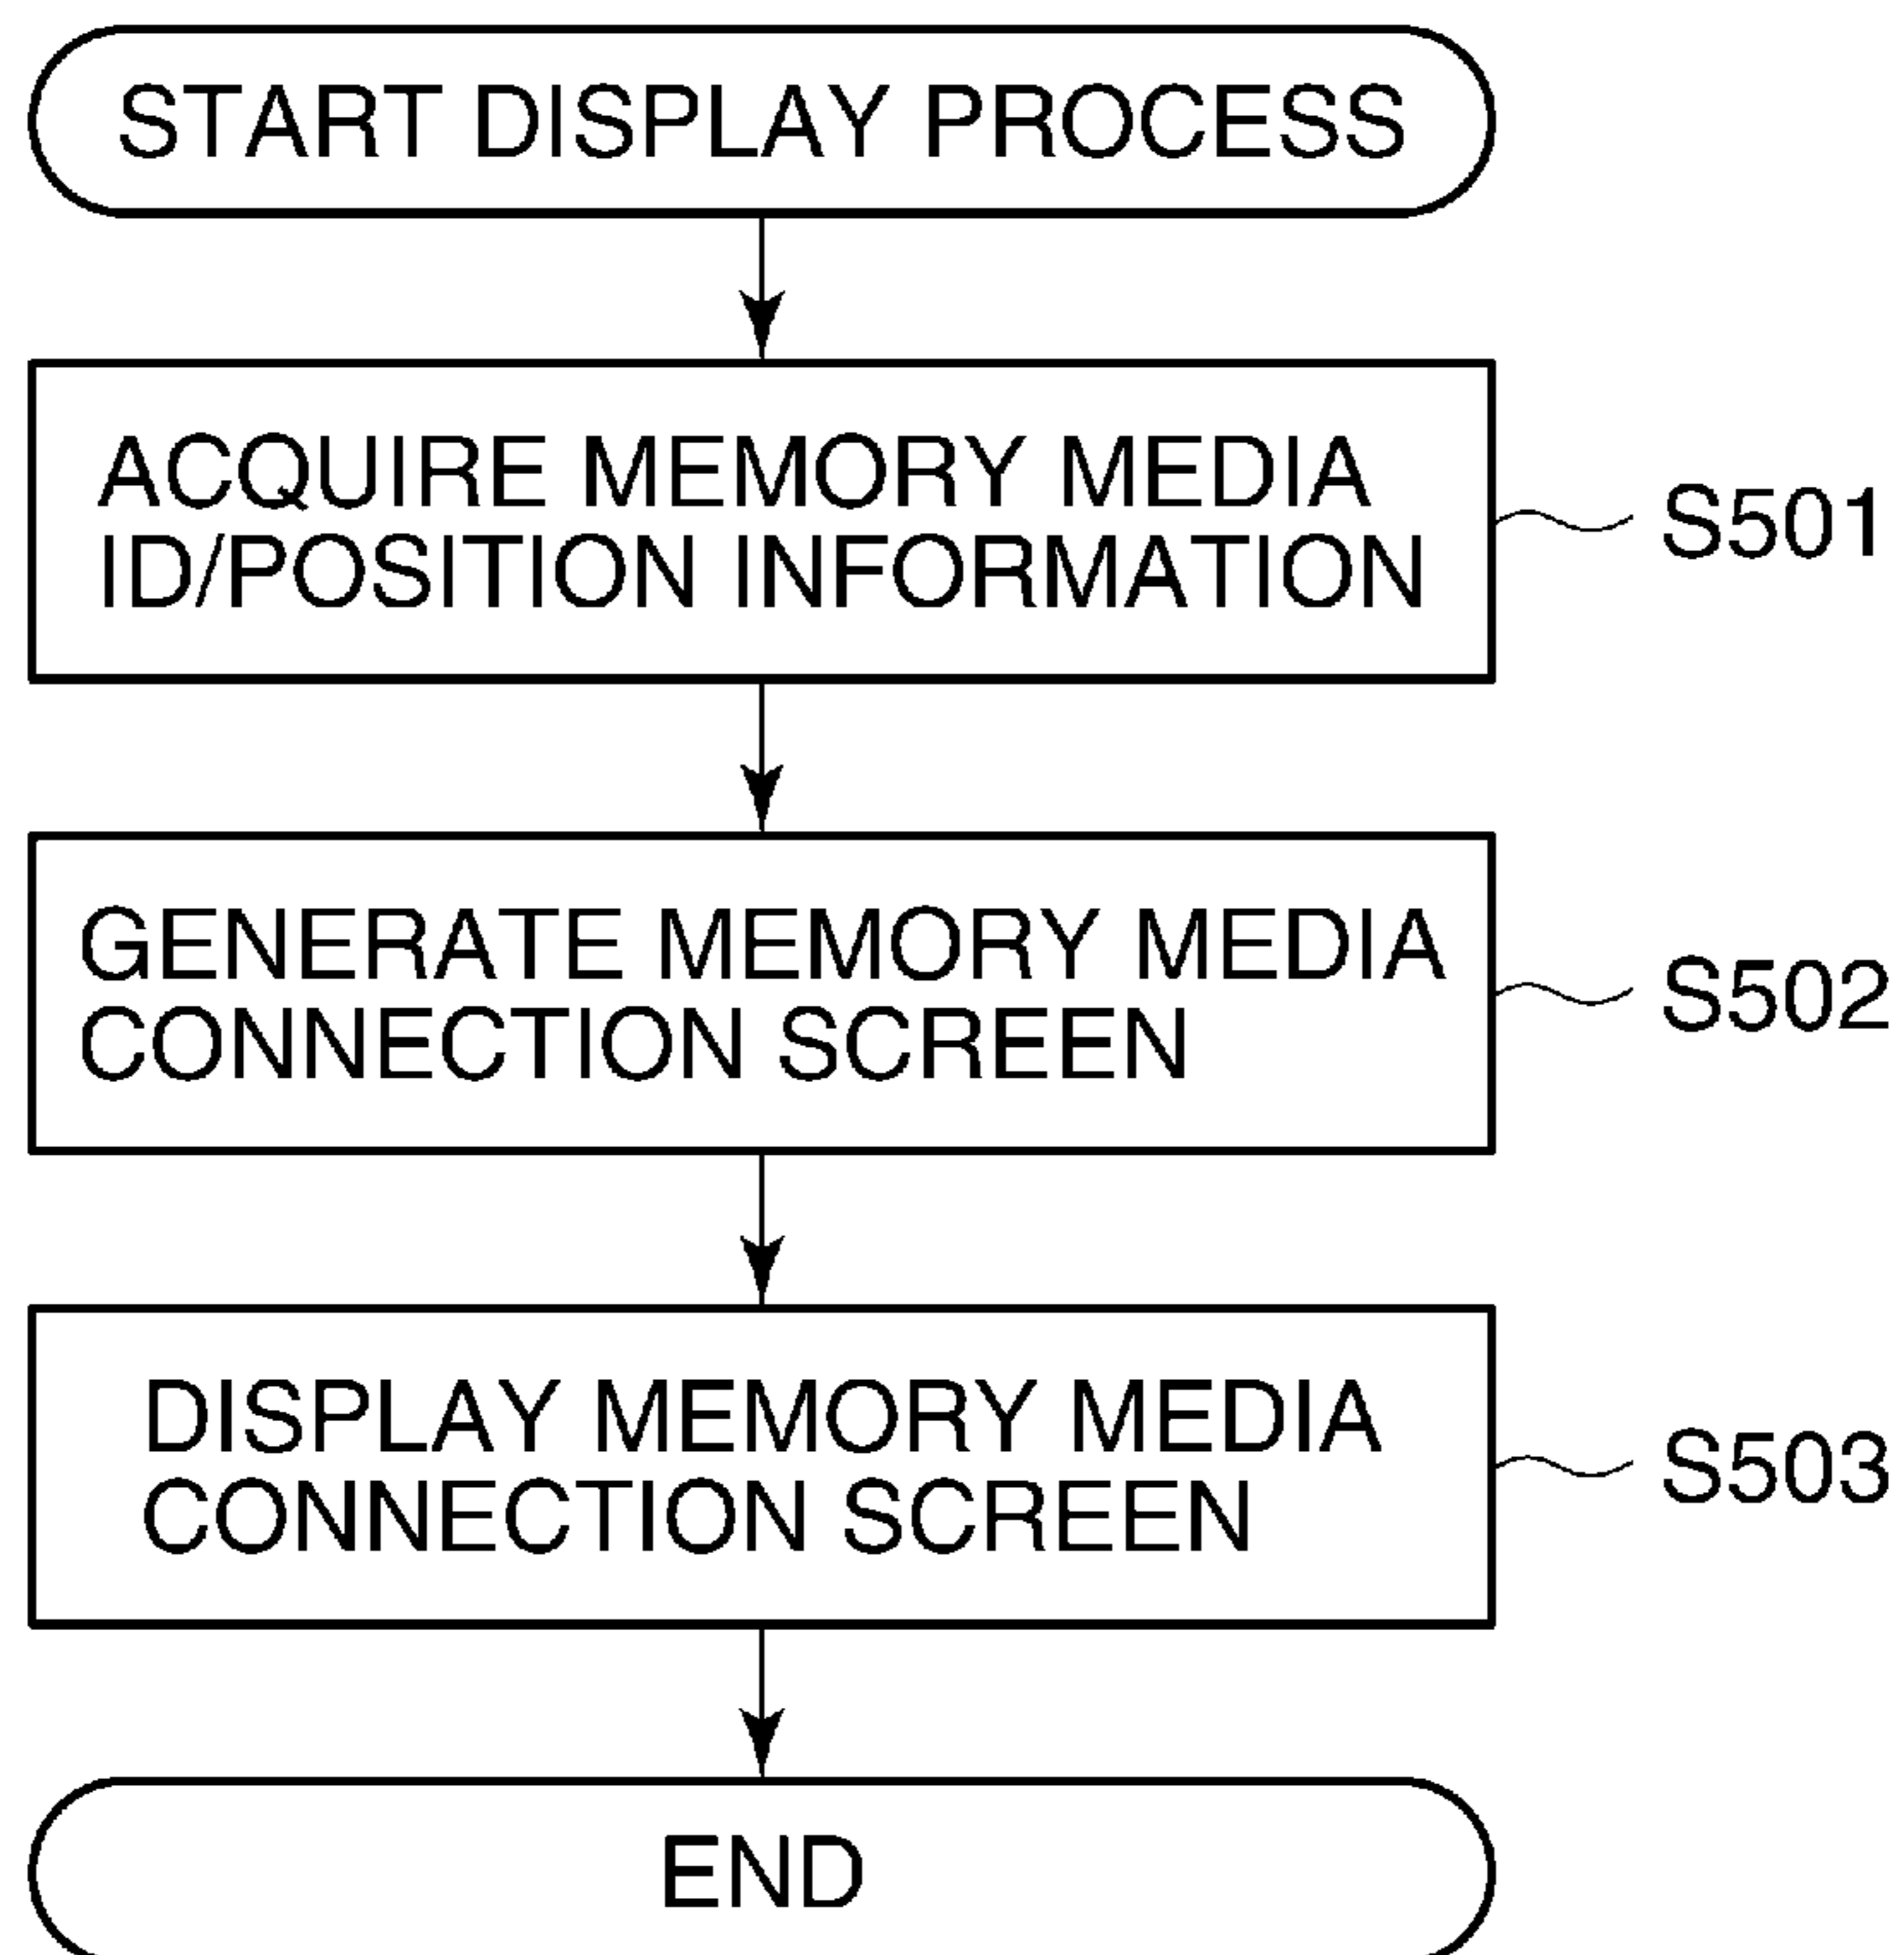 START DISPLAY PROCESS
ACQUIRE MEMORY MEDIA
ID/POSITION INFORMATION
S501
GENERATE MEMORY MEDIA
CONNECTION SCREEN
S502
DISPLAY MEMORY MEDIA
CONNECTION SCREEN
S503
END